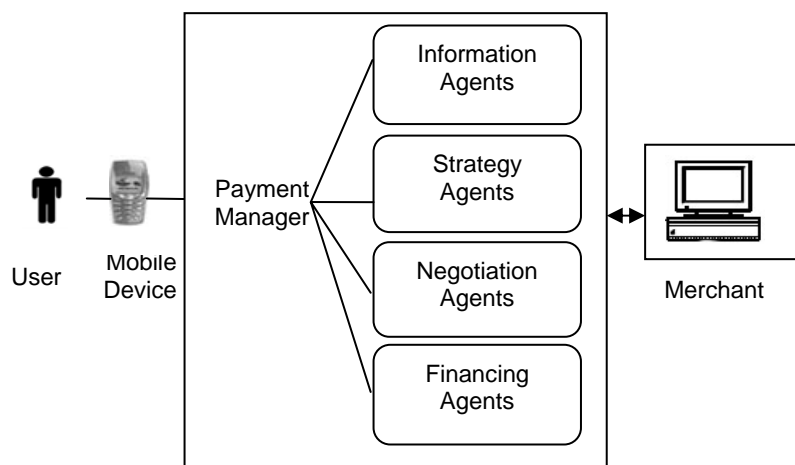 Information
Agents
Strategy
Agents
Payment
Manager
Negotiation
Agents
Financing
Agents
User
Mobile
Device
Merchant